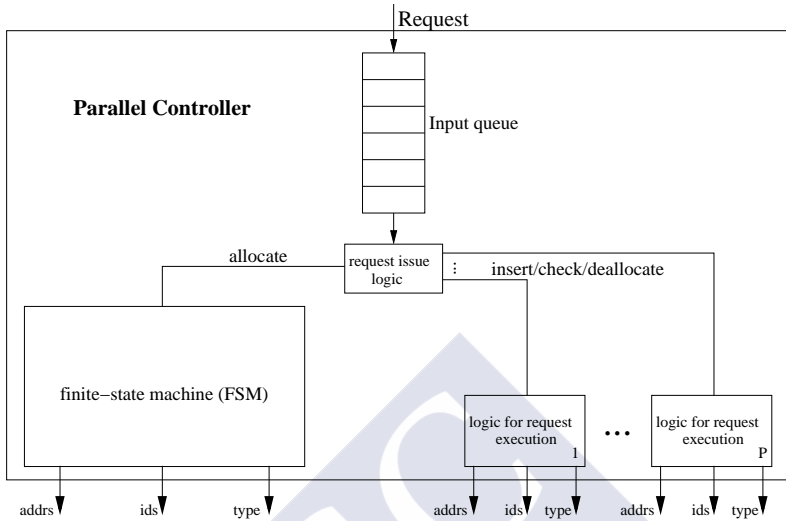 Request
Parallel Controller
Input queue
allocate
request issue
logic
insert/check/deallocate
finite−state machine (FSM)
logic for request
execution
1
...
logic for request
execution
P
addrs
ids
type
addrs
ids
type
addrs
ids
type